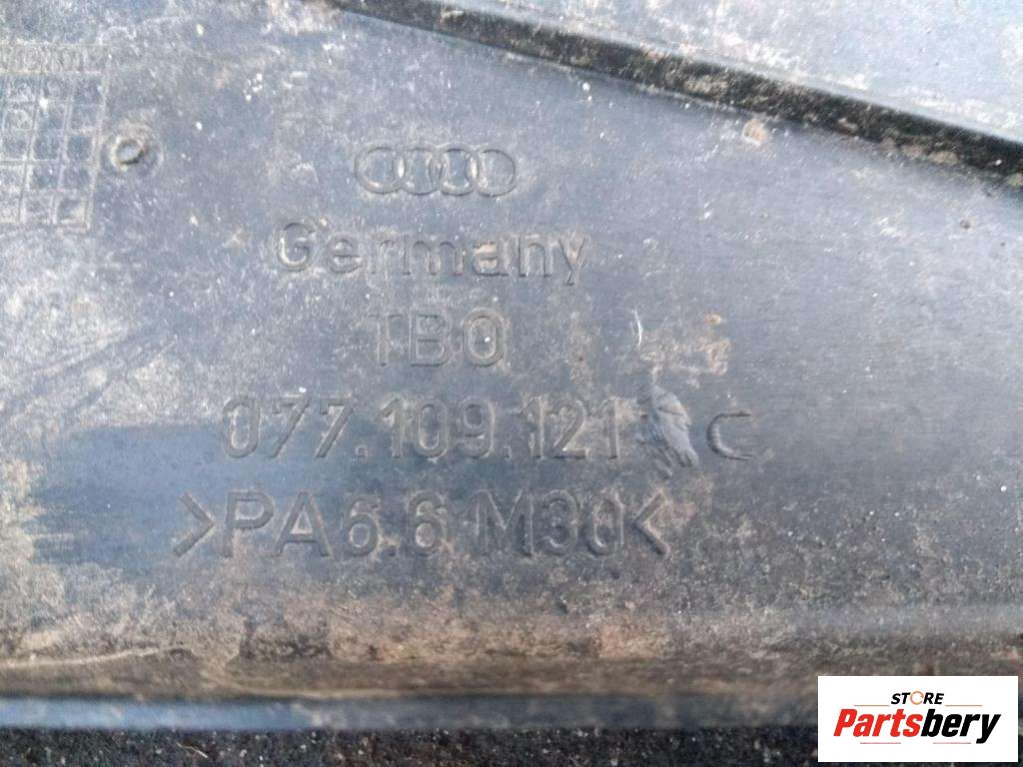 Germany
TBO
077.109.121 C
>PA6.6 M30<
STORE
Partsbery